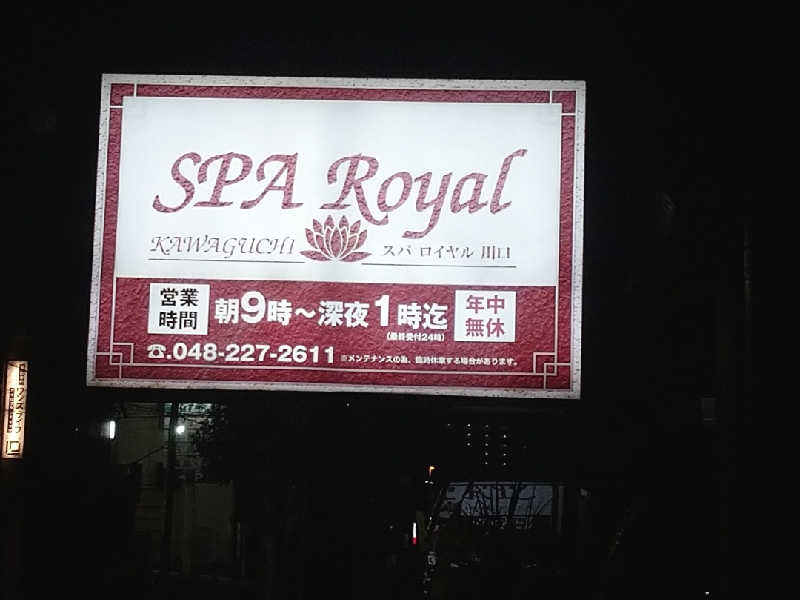 SPA Royal
KAWAGUCHI スパ ロイヤル 川口
営業時間 朝9時～深夜1時迄 年中無休
(最終受付24時)
☎.048-227-2611 ※メンテナンスの為、臨時休業する場合があります。